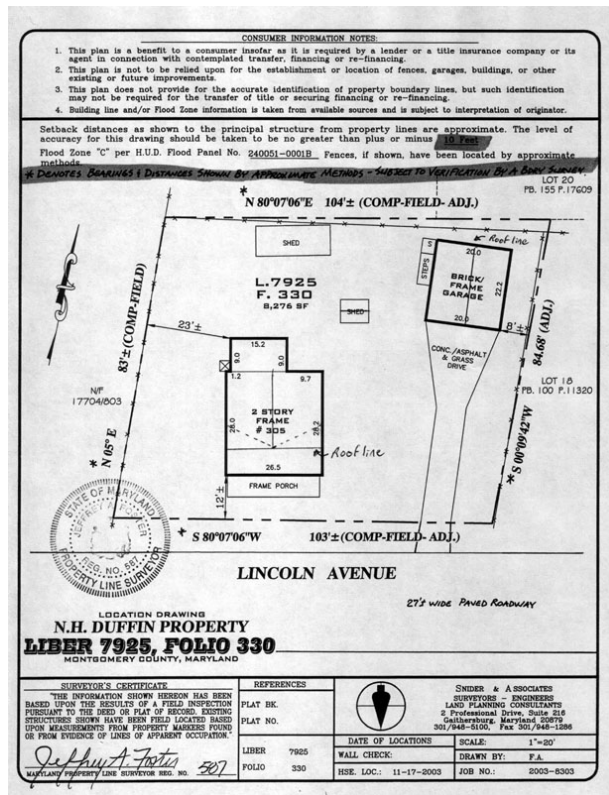 CONSUMER INFORMATION NOTES:
1. This plan is a benefit to a consumer insofar as it is required by a lender or a title insurance company or its
agent in connection with contemplated transfer, financing or re-financing.
2. This plan is not to be relied upon for the establishment or location of fences, garages, buildings, or other
existing or future improvements.
3. This plan does not provide for the accurate identification of property boundary lines, but such identification
may not be required for the transfer of title or securing financing or re-financing.
4. Building line and/or Flood Zone information is taken from available sources and is subject to interpretation of originator.
Setback distances as shown to the principal structure from property lines are approximate. The level of
accuracy for this drawing should be taken to be no greater than plus or minus 10 Feet
Flood Zone "C" per H.U.D. Flood Panel No. 240051-0001B Fences, if shown, have been located by approximate
methods.
* DENOTES BEARINGS & DISTANCES SHOWN BY APPROXIMATE METHODS - SUBJECT TO VERIFICATION BY A BDRY SURVEY
LOT 20
PB. 155 P.17609
* N 80°07'06"E 104'± (COMP-FIELD- ADJ.)
SHED
S
STEPS
Roof line
20.0
BRICK/
FRAME
GARAGE
22.2
20.0
8'±
L.7925
F. 330
8,276 SF
SHED
83'± (COMP-FIELD)
* N 05° E
23'±
15.2
9.0
9.0
1.2
9.7
CONC./ASPHALT
& GRASS
DRIVE
84.68' (ADJ.)
* S 00°09'42"W
N/F
17704/803
LOT 18
PB. 100 P.11320
2 STORY
FRAME
# 305
28.0
28.2
Roof line
26.5
FRAME PORCH
12'±
STATE OF MARYLAND
REG. NO. 587
PROPERTY LINE SURVEYOR
* S 80°07'06"W 103'± (COMP-FIELD- ADJ.)
LINCOLN AVENUE
27'± WIDE PAVED ROADWAY
LOCATION DRAWING
N.H. DUFFIN PROPERTY
LIBER 7925, FOLIO 330
MONTGOMERY COUNTY, MARYLAND
SURVEYOR'S CERTIFICATE
"THE INFORMATION SHOWN HEREON HAS BEEN
BASED UPON THE RESULTS OF A FIELD INSPECTION
PURSUANT TO THE DEED OR PLAT OF RECORD. EXISTING
STRUCTURES SHOWN HAVE BEEN FIELD LOCATED BASED
UPON MEASUREMENTS FROM PROPERTY MARKERS FOUND
OR FROM EVIDENCE OF LINES OF APPARENT OCCUPATION."
Jeffrey A. Foster
MARYLAND PROPERTY LINE SURVEYOR REG. NO. 587
REFERENCES
PLAT BK.
PLAT NO.
LIBER 7925
FOLIO 330
SNIDER & ASSOCIATES
SURVEYORS - ENGINEERS
LAND PLANNING CONSULTANTS
2 Professional Drive, Suite 216
Gaithersburg, Maryland 20879
301/948-5100, Fax 301/948-1286
DATE OF LOCATIONS
WALL CHECK:
HSE. LOC.: 11-17-2003
SCALE: 1"=20'
DRAWN BY: F.A.
JOB NO.: 2003-8303